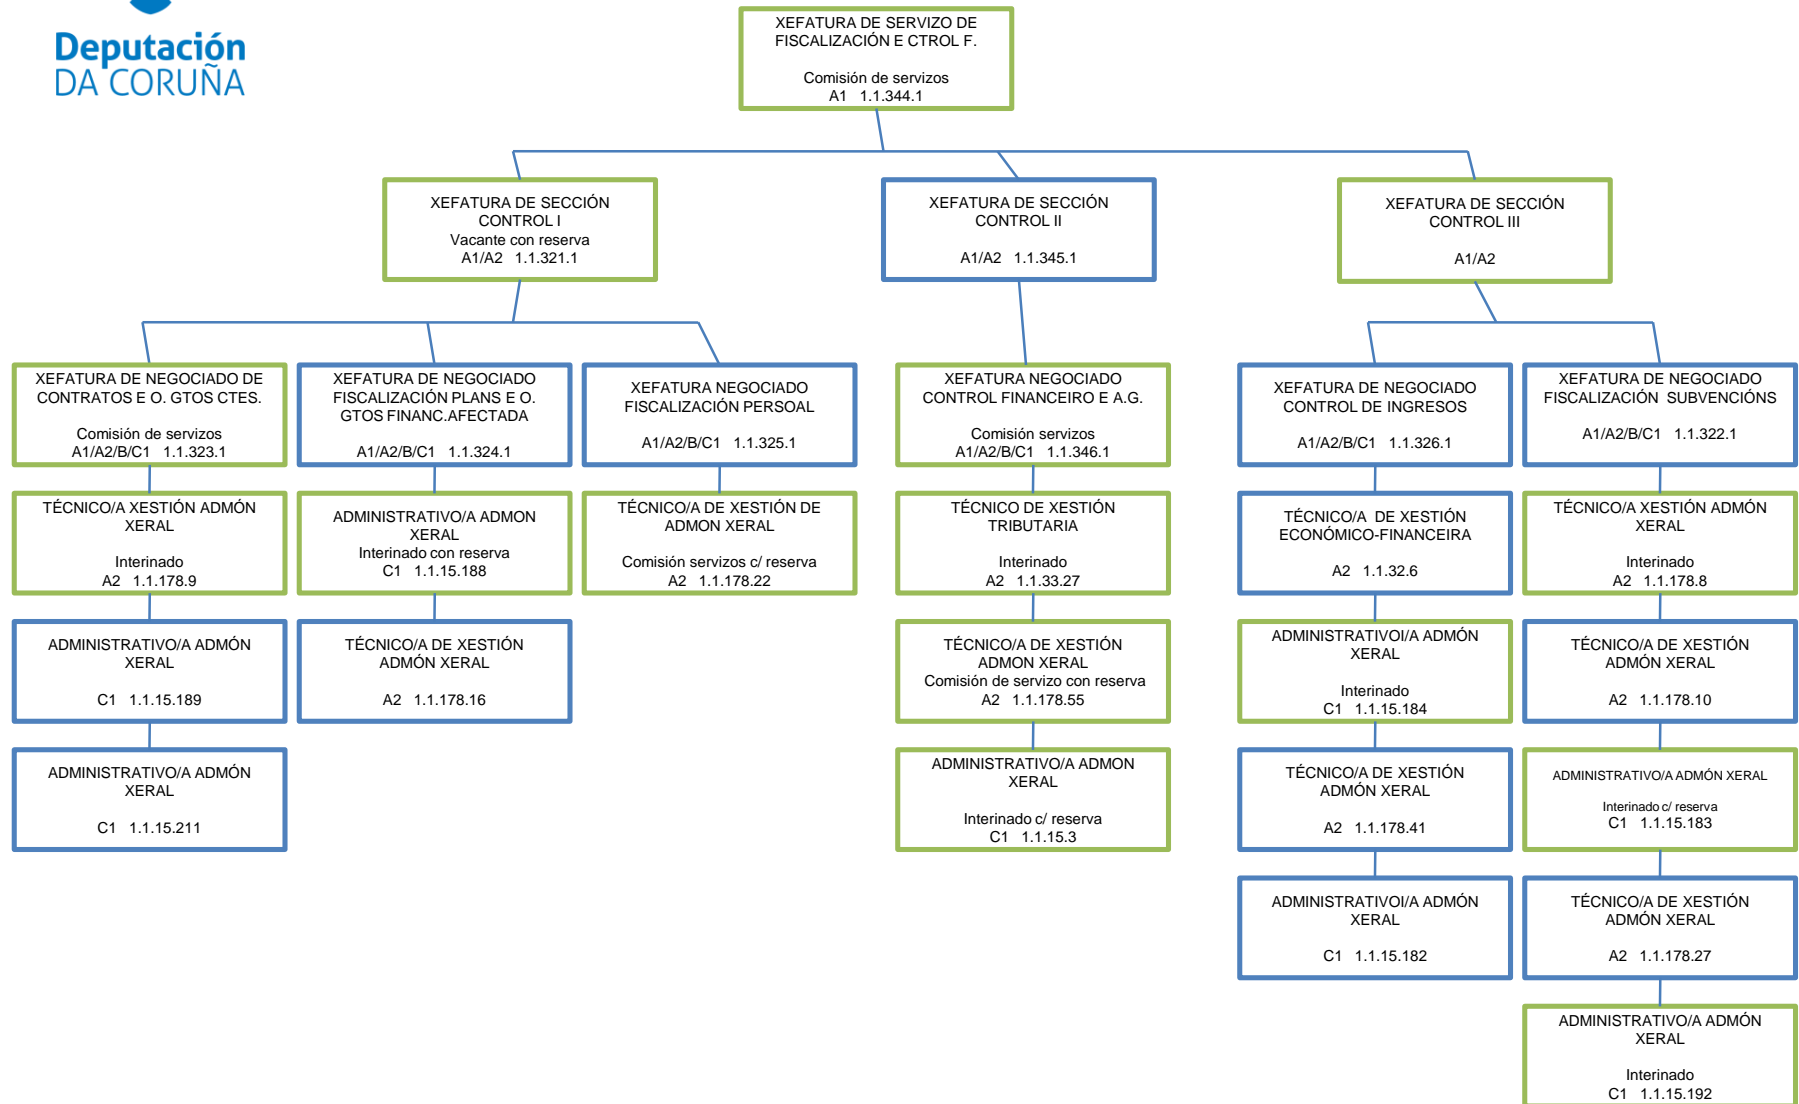 Deputación
DA CORUÑA
XEFATURA DE SERVIZO DE
FISCALIZACIÓN E CTROL F.
Comisión de servizos
A1 1.1.344.1
XEFATURA DE SECCIÓN
CONTROL I
Vacante con reserva
A1/A2 1.1.321.1
XEFATURA DE SECCIÓN
CONTROL II
A1/A2 1.1.345.1
XEFATURA DE SECCIÓN
CONTROL III
A1/A2
XEFATURA DE NEGOCIADO DE
CONTRATOS E O. GTOS CTES.
Comisión de servizos
A1/A2/B/C1 1.1.323.1
XEFATURA DE NEGOCIADO
FISCALIZACIÓN PLANS E O.
GTOS FINANC.AFECTADA
A1/A2/B/C1 1.1.324.1
XEFATURA NEGOCIADO
FISCALIZACIÓN PERSOAL
A1/A2/B/C1 1.1.325.1
XEFATURA NEGOCIADO
CONTROL FINANCEIRO E A.G.
Comisión servizos
A1/A2/B/C1 1.1.346.1
XEFATURA DE NEGOCIADO
CONTROL DE INGRESOS
A1/A2/B/C1 1.1.326.1
XEFATURA DE NEGOCIADO
FISCALIZACIÓN SUBVENCIÓNS
A1/A2/B/C1 1.1.322.1
TÉCNICO/A XESTIÓN ADMÓN
XERAL
Interinado
A2 1.1.178.9
ADMINISTRATIVO/A ADMON
XERAL
Interinado con reserva
C1 1.1.15.188
TÉCNICO/A DE XESTIÓN DE
ADMON XERAL
Comisión servizos c/ reserva
A2 1.1.178.22
TÉCNICO DE XESTIÓN
TRIBUTARIA
Interinado
A2 1.1.33.27
TÉCNICO/A DE XESTIÓN
ECONÓMICO-FINANCEIRA
A2 1.1.32.6
TÉCNICO/A XESTIÓN ADMÓN
XERAL
Interinado
A2 1.1.178.8
ADMINISTRATIVO/A ADMÓN
XERAL
C1 1.1.15.189
TÉCNICO/A DE XESTIÓN
ADMÓN XERAL
A2 1.1.178.16
TÉCNICO/A DE XESTIÓN
ADMON XERAL
Comisión de servizo con reserva
A2 1.1.178.55
ADMINISTRATIVOI/A ADMÓN
XERAL
Interinado
C1 1.1.15.184
TÉCNICO/A DE XESTIÓN
ADMÓN XERAL
A2 1.1.178.10
ADMINISTRATIVO/A ADMÓN
XERAL
C1 1.1.15.211
ADMINISTRATIVO/A ADMON
XERAL
Interinado c/ reserva
C1 1.1.15.3
TÉCNICO/A DE XESTIÓN
ADMÓN XERAL
A2 1.1.178.41
ADMINISTRATIVO/A ADMÓN XERAL
Interinado c/ reserva
C1 1.1.15.183
ADMINISTRATIVOI/A ADMÓN
XERAL
C1 1.1.15.182
TÉCNICO/A DE XESTIÓN
ADMÓN XERAL
A2 1.1.178.27
ADMINISTRATIVO/A ADMÓN
XERAL
Interinado
C1 1.1.15.192